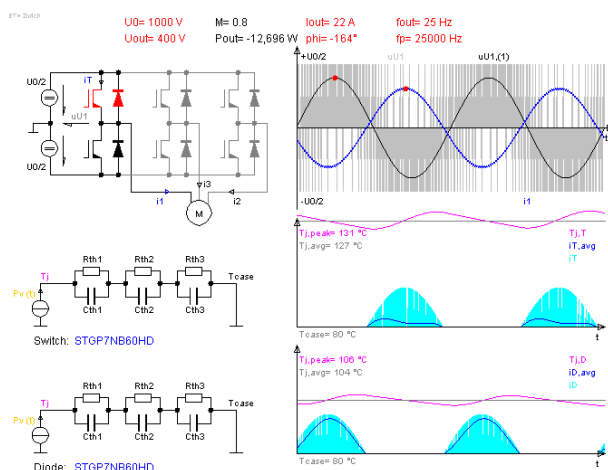 ETH Zurich
U0= 1000 V M= 0.8 Iout= 22 A fout= 25 Hz
Uout= 400 V Pout= -12,696 W phi= -164° fp= 25000 Hz
+U0/2 uU1 uU1,(1)
U0/2 iT
uU1
t
U0/2
i3
i1 i2
M
-U0/2 i1
Tj,peak= 131 °C Tj,T
Tj,avg= 127 °C iT,avg
iT
Rth1 Rth2 Rth3
Tj Tcase
Pv(t)
Cth1 Cth2 Cth3
Tcase= 80 °C t
Switch: STGP7NB60HD
Tj,peak= 106 °C Tj,D
Tj,avg= 104 °C iD,avg
iD
Rth1 Rth2 Rth3
Tj Tcase
Pv(t)
Cth1 Cth2 Cth3
Tcase= 80 °C t
Diode: STGP7NB60HD